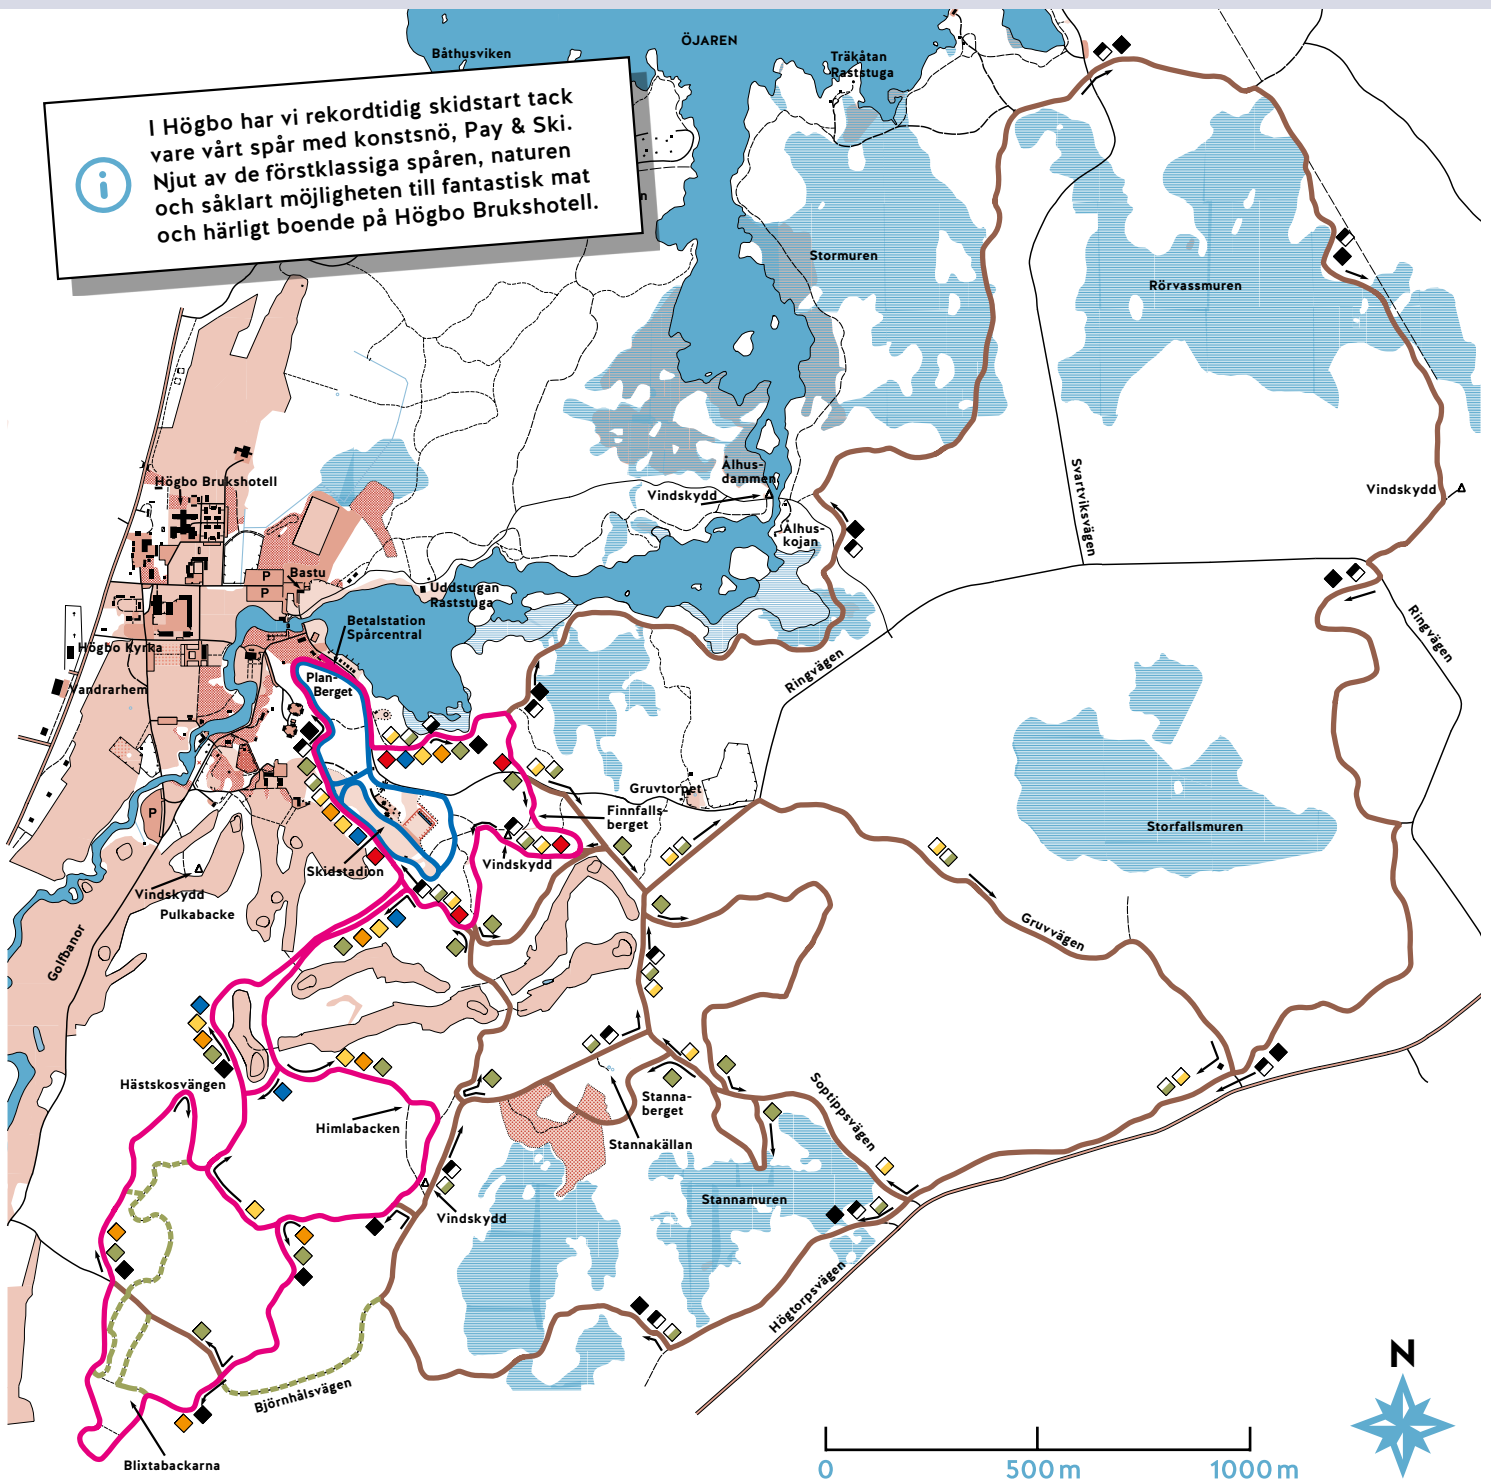 Båthusviken
ÖJAREN
Träkåtan
Raststuga
I Högbo har vi rekordtidig skidstart tack
vare vårt spår med konstsnö, Pay & Ski.
Njut av de förstklassiga spåren, naturen
och såklart möjligheten till fantastisk mat
och härligt boende på Högbo Brukshotell.
Stormuren
Rörvassmuren
Ålhus-
dammen
Vindskydd
Högbo Brukshotell
Ålhus-
kojan
Svartviksvägen
Vindskydd
P
P
Bastu
Uddstugan
Raststuga
Betalstation
Spårcentral
Högbo Kyrka
Vandrarhem
Plan-
Berget
Ringvägen
Ringvägen
Gruvtorpet
Finnfalls-
berget
P
Storfallsmuren
Vindskydd
Skidstadion
Vindskydd
Pulkabacke
Golfbanor
Gruvvägen
Hästskosvängen
Himlabacken
Stanna-
berget
Stannakällan
Soptippsvägen
Stannamuren
Vindskydd
Högtorpsvägen
Björnhålsvägen
Blixtabackarna
N
0 500 m 1000 m